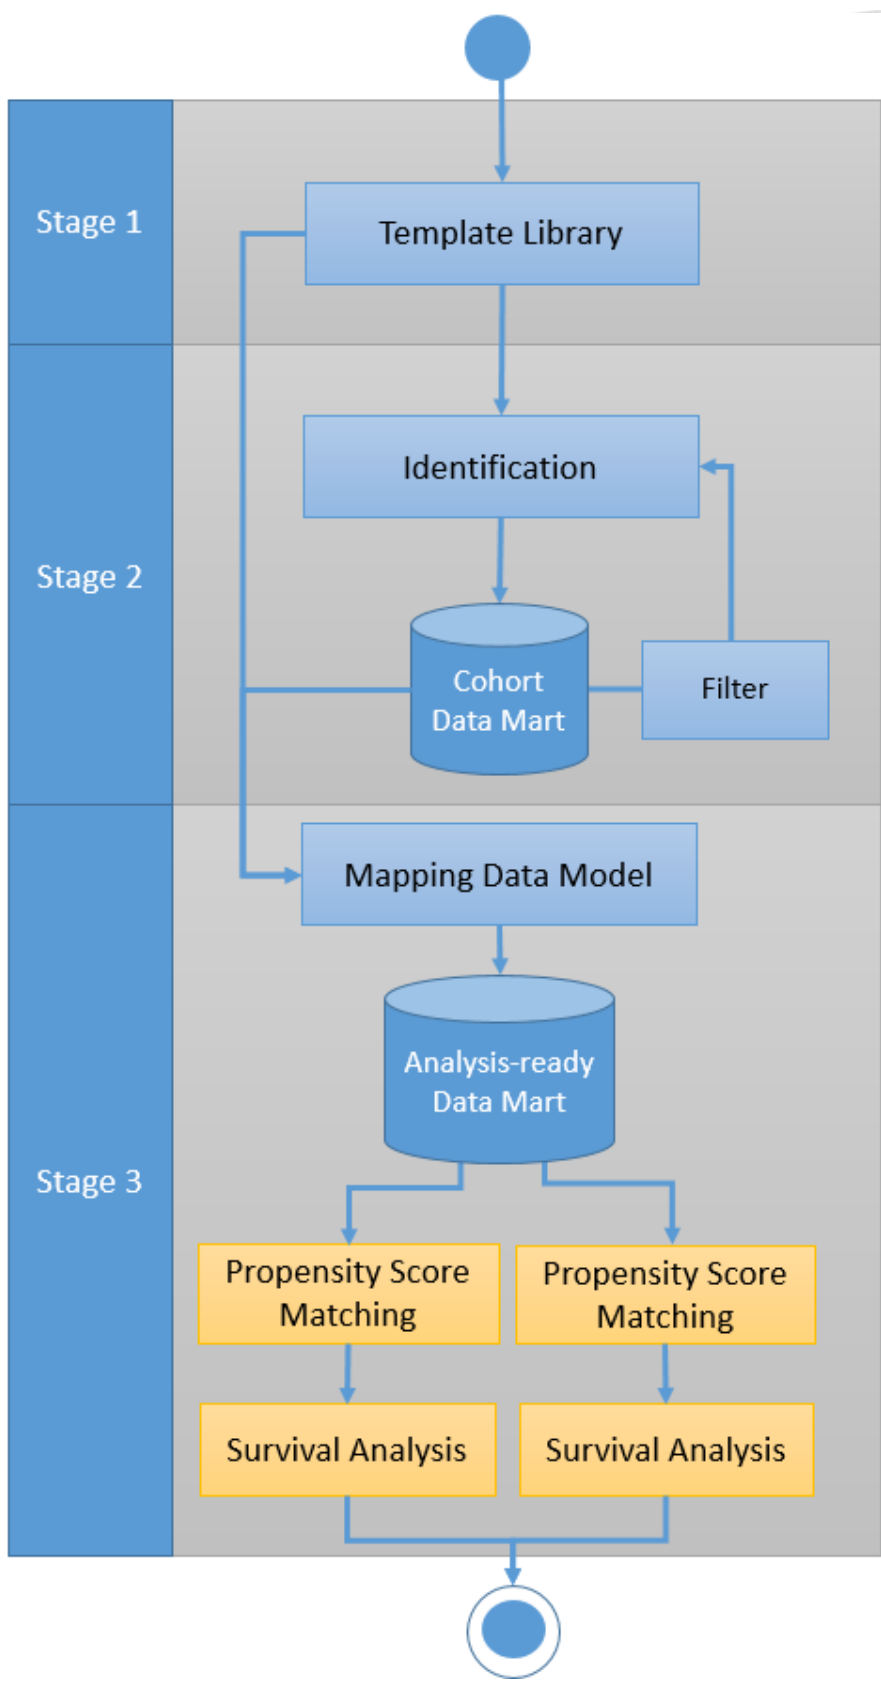 Stage 1
Template Library
Stage 2
Identification
Cohort
Data Mart
Filter
Stage 3
Mapping Data Model
Analysis-ready
Data Mart
Propensity Score
Matching
Propensity Score
Matching
Survival Analysis
Survival Analysis